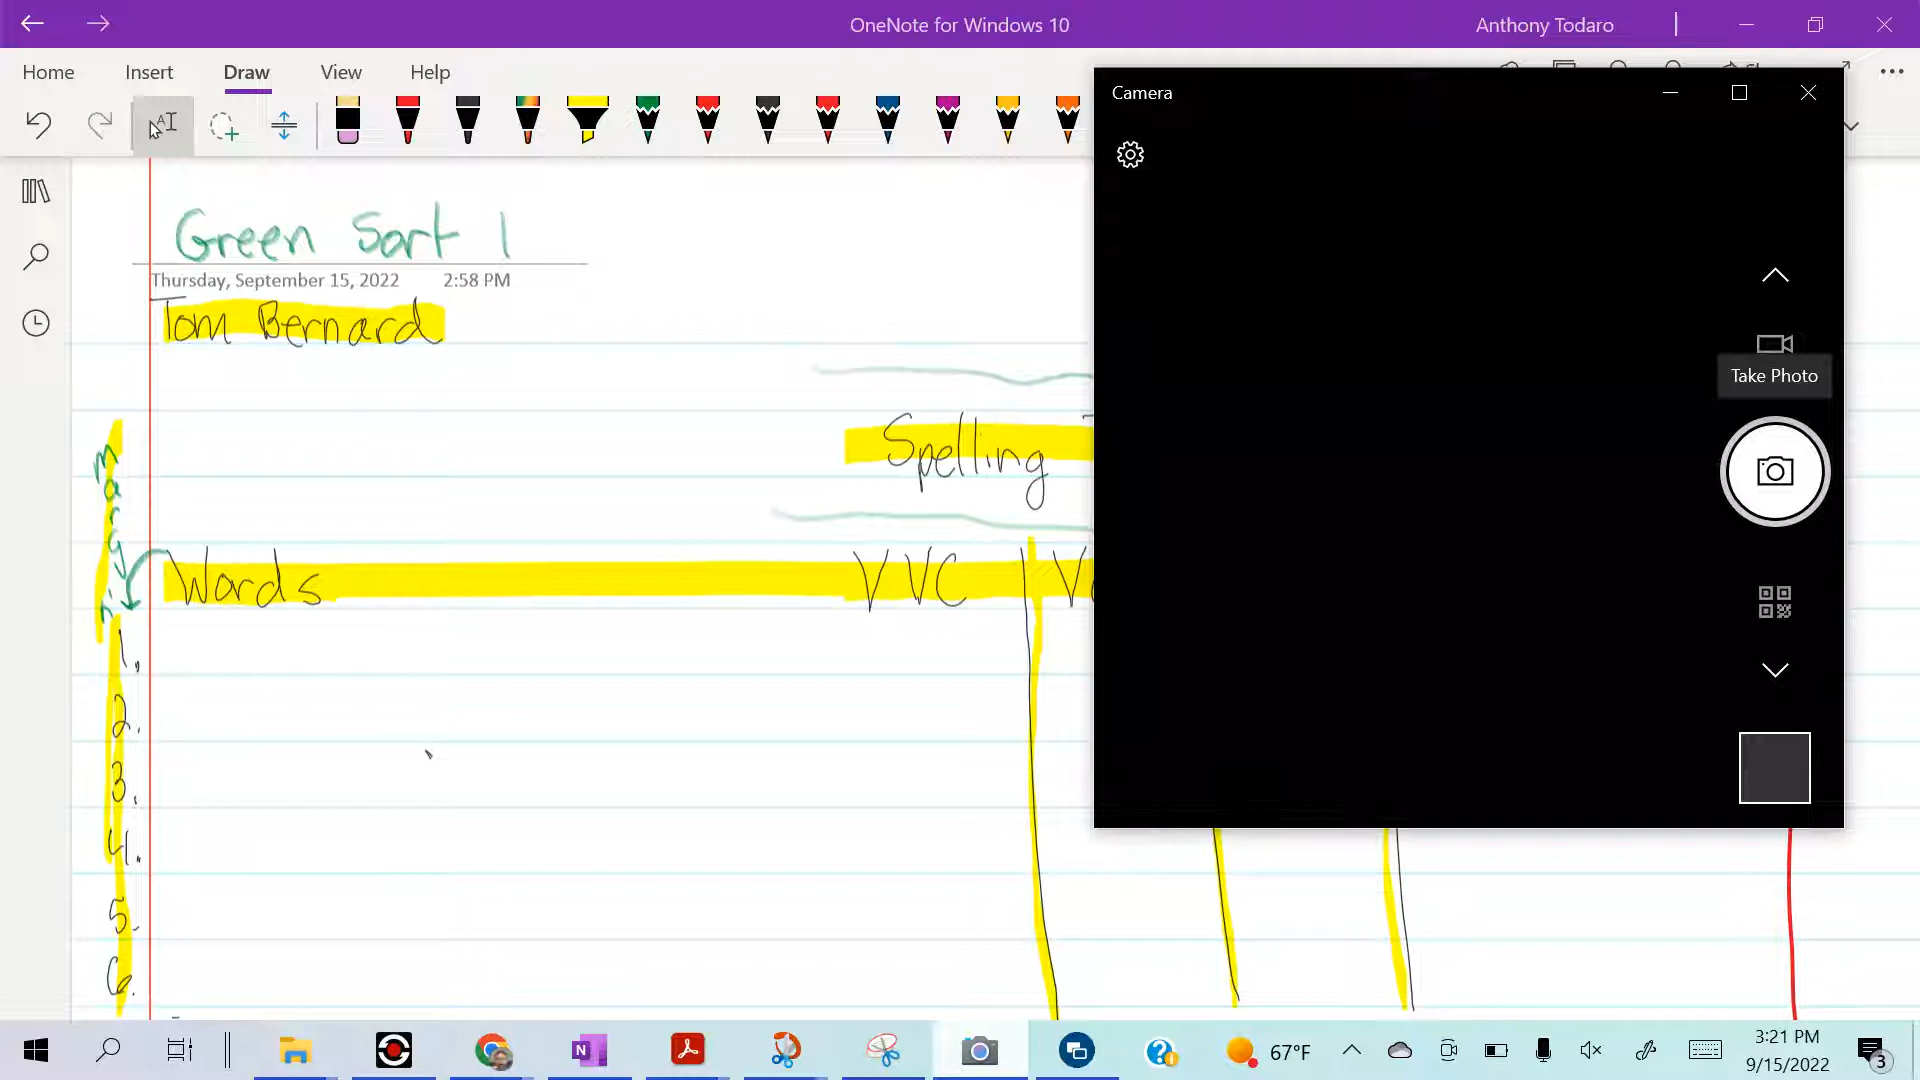 OneNote for Windows 10
Anthony Todaro
Home Insert Draw View Help
Camera
Green Sort 1
Thursday, September 15, 2022 2:58 PM
Tom Bernard
Take Photo
Spelling
margin
Words VVC
1.
2.
3.
4.
5.
6.
67°F
3:21 PM
9/15/2022
3